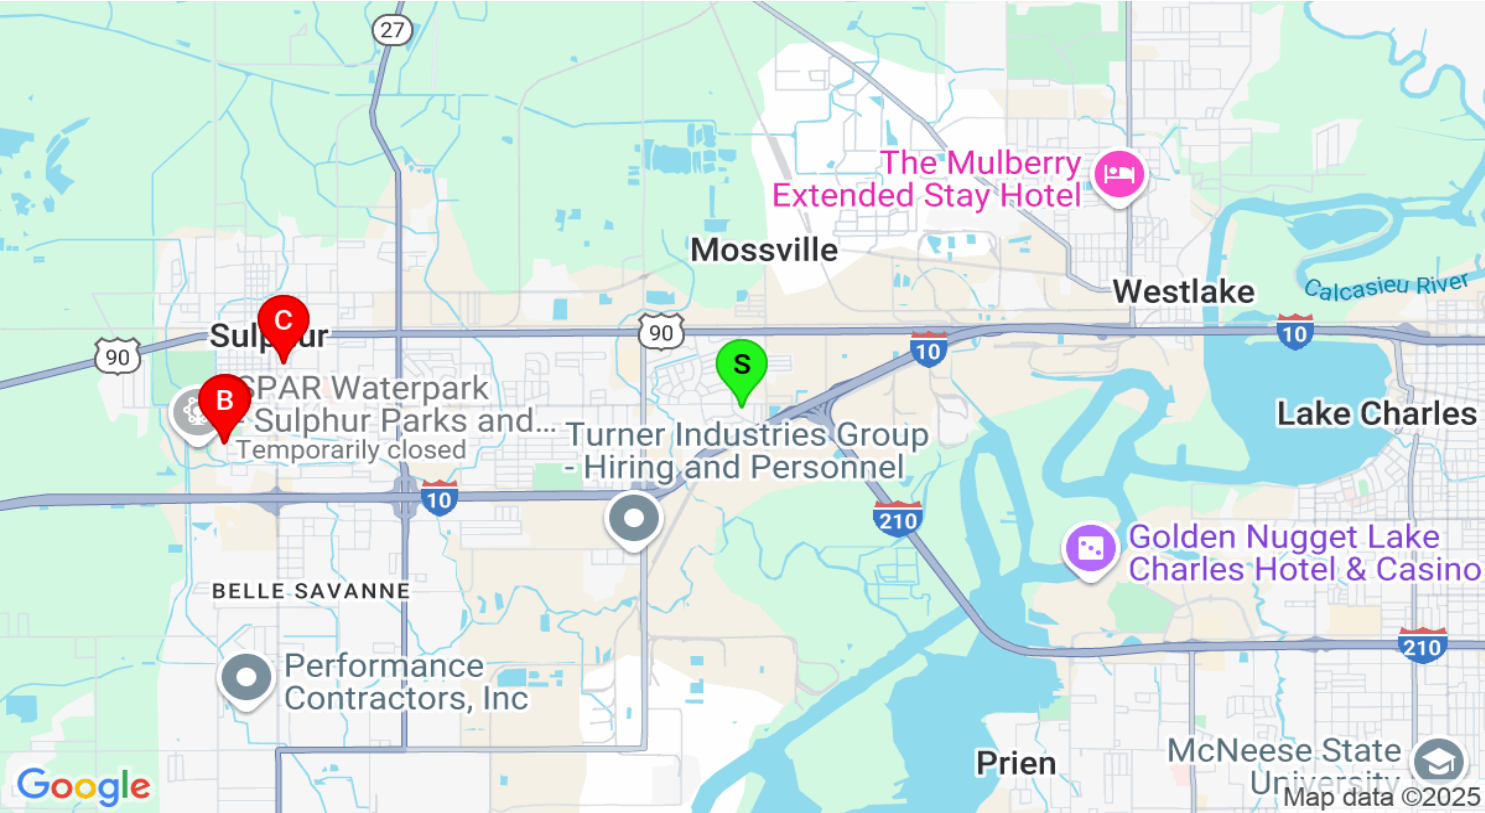 27
The Mulberry
Extended Stay Hotel
Mossville
Westlake
Calcasieu River
C
Sulphur
90
90
10
10
S
B
SPAR Waterpark
- Sulphur Parks and...
Temporarily closed
Lake Charles
Turner Industries Group
- Hiring and Personnel
10
210
Golden Nugget Lake
Charles Hotel & Casino
BELLE SAVANNE
210
Performance
Contractors, Inc
Prien
McNeese State
University
Google
Map data ©2025